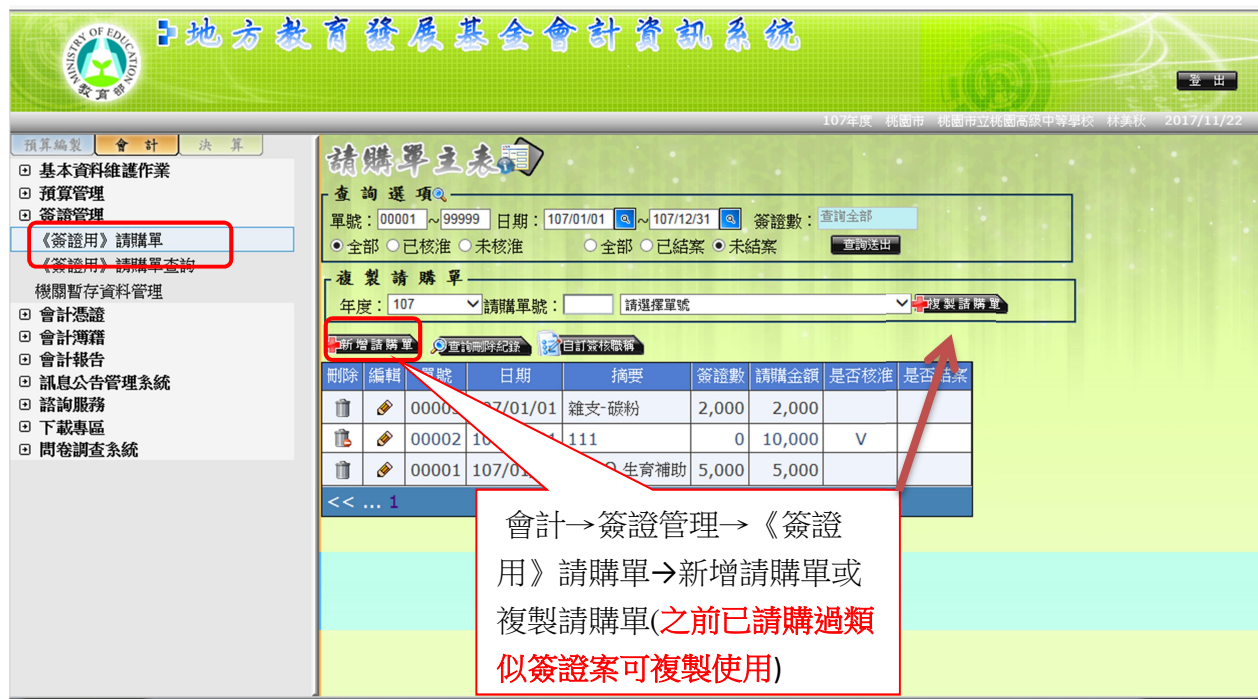 MINISTRY OF EDUCATION
教育部
地方教育發展基金會計資訊系統
登 出
107年度 桃園市 桃園市立桃園高級中等學校 林美秋 2017/11/22
預算編製 會 計 決 算
基本資料維護作業
預算管理
簽證管理
《簽證用》請購單
《簽證用》請購單查詢
機關暫存資料管理
會計憑證
會計簿籍
會計報告
訊息公告管理系統
諮詢服務
下載專區
問卷調查系統
請購單主表
查 詢 選 項
單號：00001 ~99999 日期：107/01/01 ~107/12/31 簽證數：查詢全部
全部 已核准 未核准 全部 已結案 未結案 查詢送出
複 製 請 購 單
年度：107 請購單號： 請選擇單號 複製請購單
新增請購單 查詢刪除紀錄 自訂簽核職稱
刪除 編輯 單號 日期 摘要 簽證數 請購金額 是否核准 是否結案
雜支-碳粉 2,000 2,000
00002 111 0 10,000 V
00001 107/01/ 生育補助 5,000 5,000
<< ... 1
會計→簽證管理→《簽證
用》請購單→新增請購單或
複製請購單(之前已請購過類
似簽證案可複製使用)